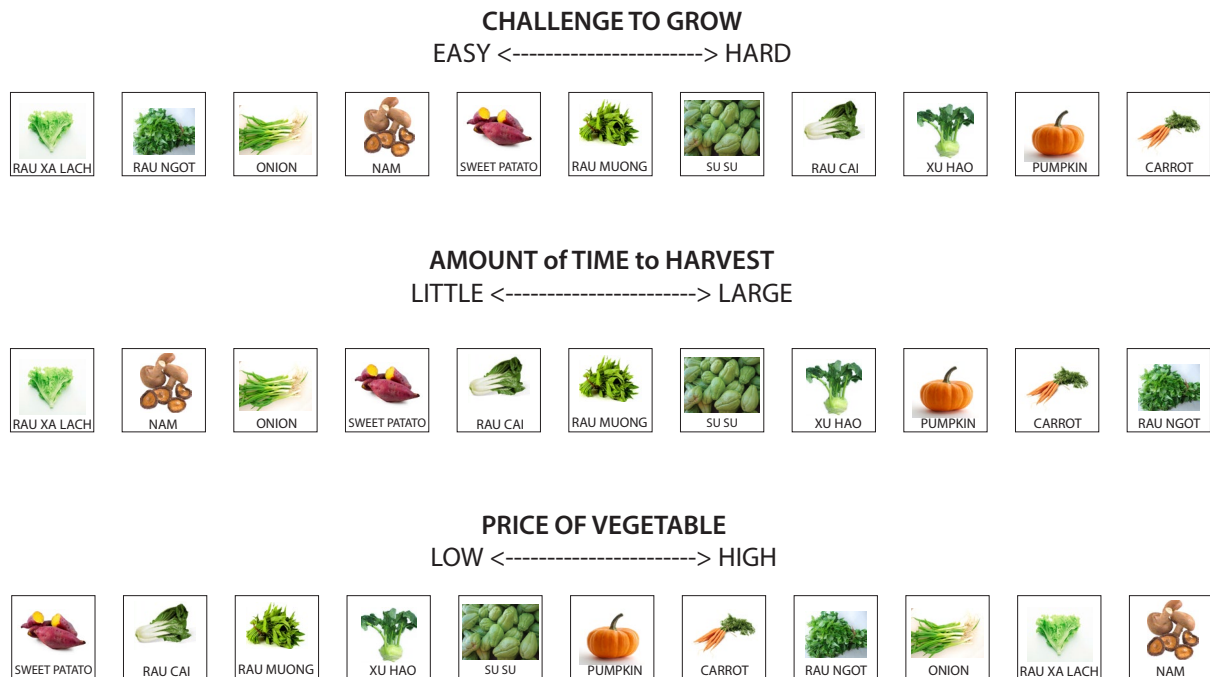 CHALLENGE TO GROW
EASY <-----------------------> HARD
RAU XA LACH
RAU NGOT
ONION
NAM
SWEET PATATO
RAU MUONG
SU SU
RAU CAI
XU HAO
PUMPKIN
CARROT
AMOUNT of TIME to HARVEST
LITTLE <-----------------------> LARGE
RAU XA LACH
NAM
ONION
SWEET PATATO
RAU CAI
RAU MUONG
SU SU
XU HAO
PUMPKIN
CARROT
RAU NGOT
PRICE OF VEGETABLE
LOW <-----------------------> HIGH
SWEET PATATO
RAU CAI
RAU MUONG
XU HAO
SU SU
PUMPKIN
CARROT
RAU NGOT
ONION
RAU XA LACH
NAM